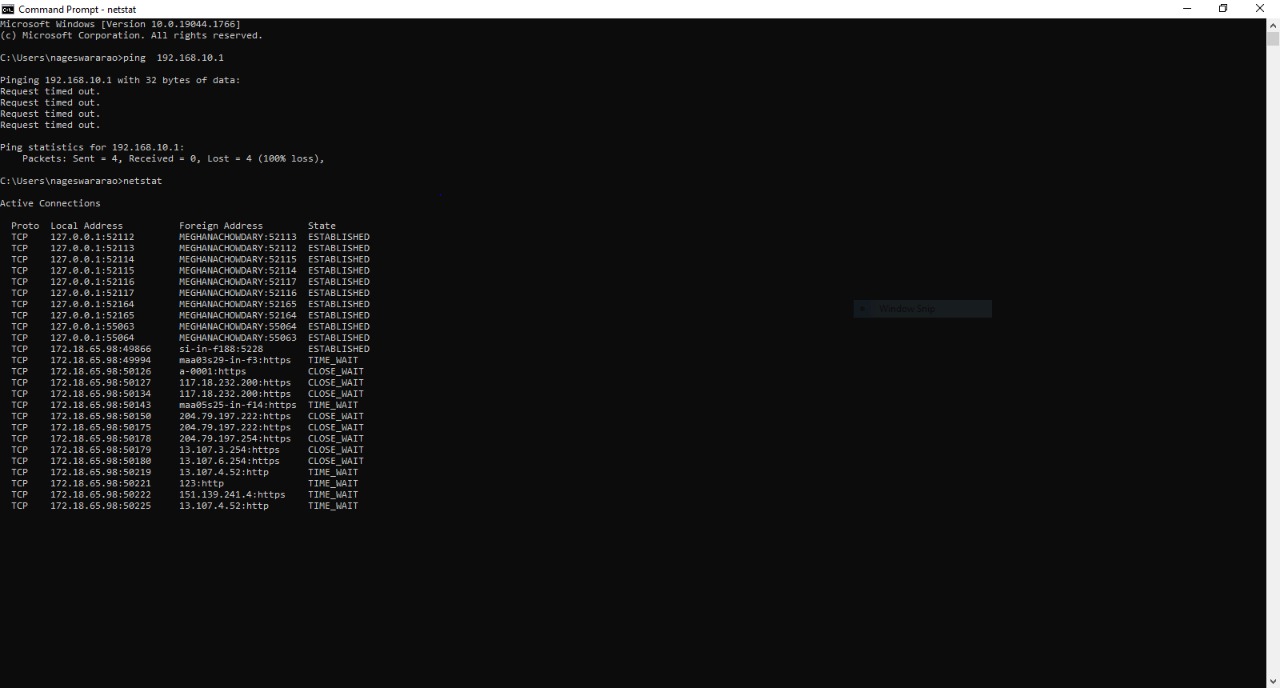 Command Prompt - netstat
Microsoft Windows [Version 10.0.19044.1766]
(c) Microsoft Corporation. All rights reserved.
C:\Users\nageswararao>ping  192.168.10.1
Pinging 192.168.10.1 with 32 bytes of data:
Request timed out.
Request timed out.
Request timed out.
Request timed out.
Ping statistics for 192.168.10.1:
    Packets: Sent = 4, Received = 0, Lost = 4 (100% loss),
C:\Users\nageswararao>netstat
Active Connections
  Proto  Local Address          Foreign Address        State
  TCP    127.0.0.1:52112        MEGHANACHOWDARY:52113  ESTABLISHED
  TCP    127.0.0.1:52113        MEGHANACHOWDARY:52112  ESTABLISHED
  TCP    127.0.0.1:52114        MEGHANACHOWDARY:52115  ESTABLISHED
  TCP    127.0.0.1:52115        MEGHANACHOWDARY:52114  ESTABLISHED
  TCP    127.0.0.1:52116        MEGHANACHOWDARY:52117  ESTABLISHED
  TCP    127.0.0.1:52117        MEGHANACHOWDARY:52116  ESTABLISHED
  TCP    127.0.0.1:52164        MEGHANACHOWDARY:52165  ESTABLISHED
  TCP    127.0.0.1:52165        MEGHANACHOWDARY:52164  ESTABLISHED
  TCP    127.0.0.1:55063        MEGHANACHOWDARY:55064  ESTABLISHED
  TCP    127.0.0.1:55064        MEGHANACHOWDARY:55063  ESTABLISHED
  TCP    172.18.65.98:49866     si-in-f188:5228        ESTABLISHED
  TCP    172.18.65.98:49994     maa03s29-in-f3:https   TIME_WAIT
  TCP    172.18.65.98:50126     a-0001:https           CLOSE_WAIT
  TCP    172.18.65.98:50127     117.18.232.200:https   CLOSE_WAIT
  TCP    172.18.65.98:50134     117.18.232.200:https   CLOSE_WAIT
  TCP    172.18.65.98:50143     maa05s25-in-f14:https  TIME_WAIT
  TCP    172.18.65.98:50150     204.79.197.222:https   CLOSE_WAIT
  TCP    172.18.65.98:50175     204.79.197.222:https   CLOSE_WAIT
  TCP    172.18.65.98:50178     204.79.197.254:https   CLOSE_WAIT
  TCP    172.18.65.98:50179     13.107.3.254:https     CLOSE_WAIT
  TCP    172.18.65.98:50180     13.107.6.254:https     CLOSE_WAIT
  TCP    172.18.65.98:50219     13.107.4.52:http       TIME_WAIT
  TCP    172.18.65.98:50221     123:http               TIME_WAIT
  TCP    172.18.65.98:50222     151.139.241.4:https    TIME_WAIT
  TCP    172.18.65.98:50225     13.107.4.52:http       TIME_WAIT
Window Snip